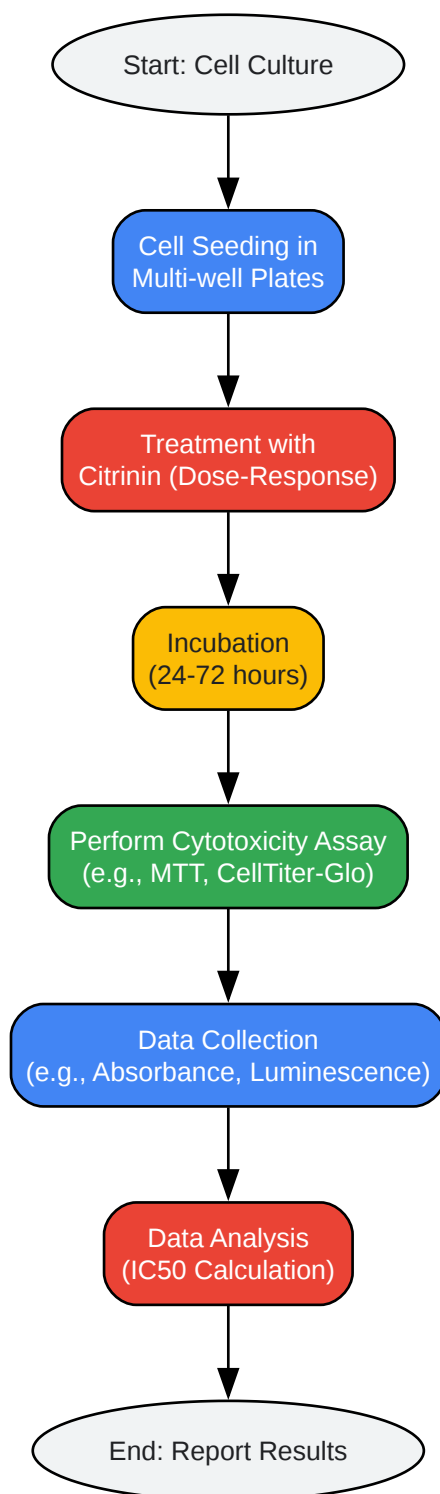 Start: Cell Culture
Cell Seeding in
Multi-well Plates
Treatment with
Citrinin (Dose-Response)
Incubation
(24-72 hours)
Perform Cytotoxicity Assay
(e.g., MTT, CellTiter-Glo)
Data Collection
(e.g., Absorbance, Luminescence)
Data Analysis
(IC50 Calculation)
End: Report Results